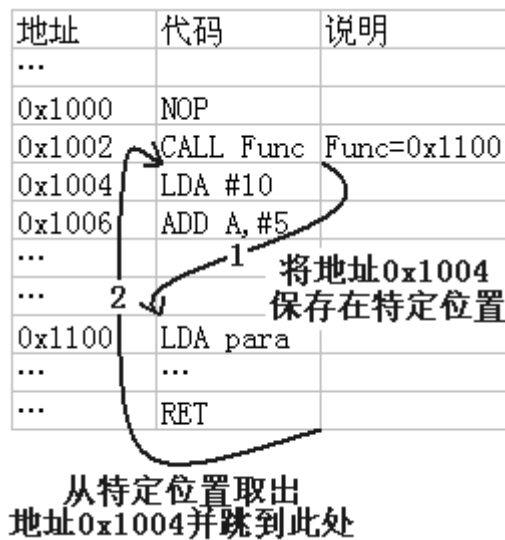 地址 代码 说明
…
0x1000 NOP
0x1002 CALL Func Func=0x1100
0x1004 LDA #10
0x1006 ADD A,#5
… 1
将地址0x1004
… 2
保存在特定位置
0x1100 LDA para
… …
… RET
从特定位置取出
地址0x1004并跳到此处